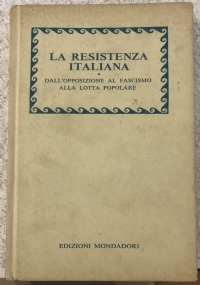 LA RESISTENZA
ITALIANA
DALL'OPPOSIZIONE AL FASCISMO
ALLA LOTTA POPOLARE
EDIZIONI MONDADORI